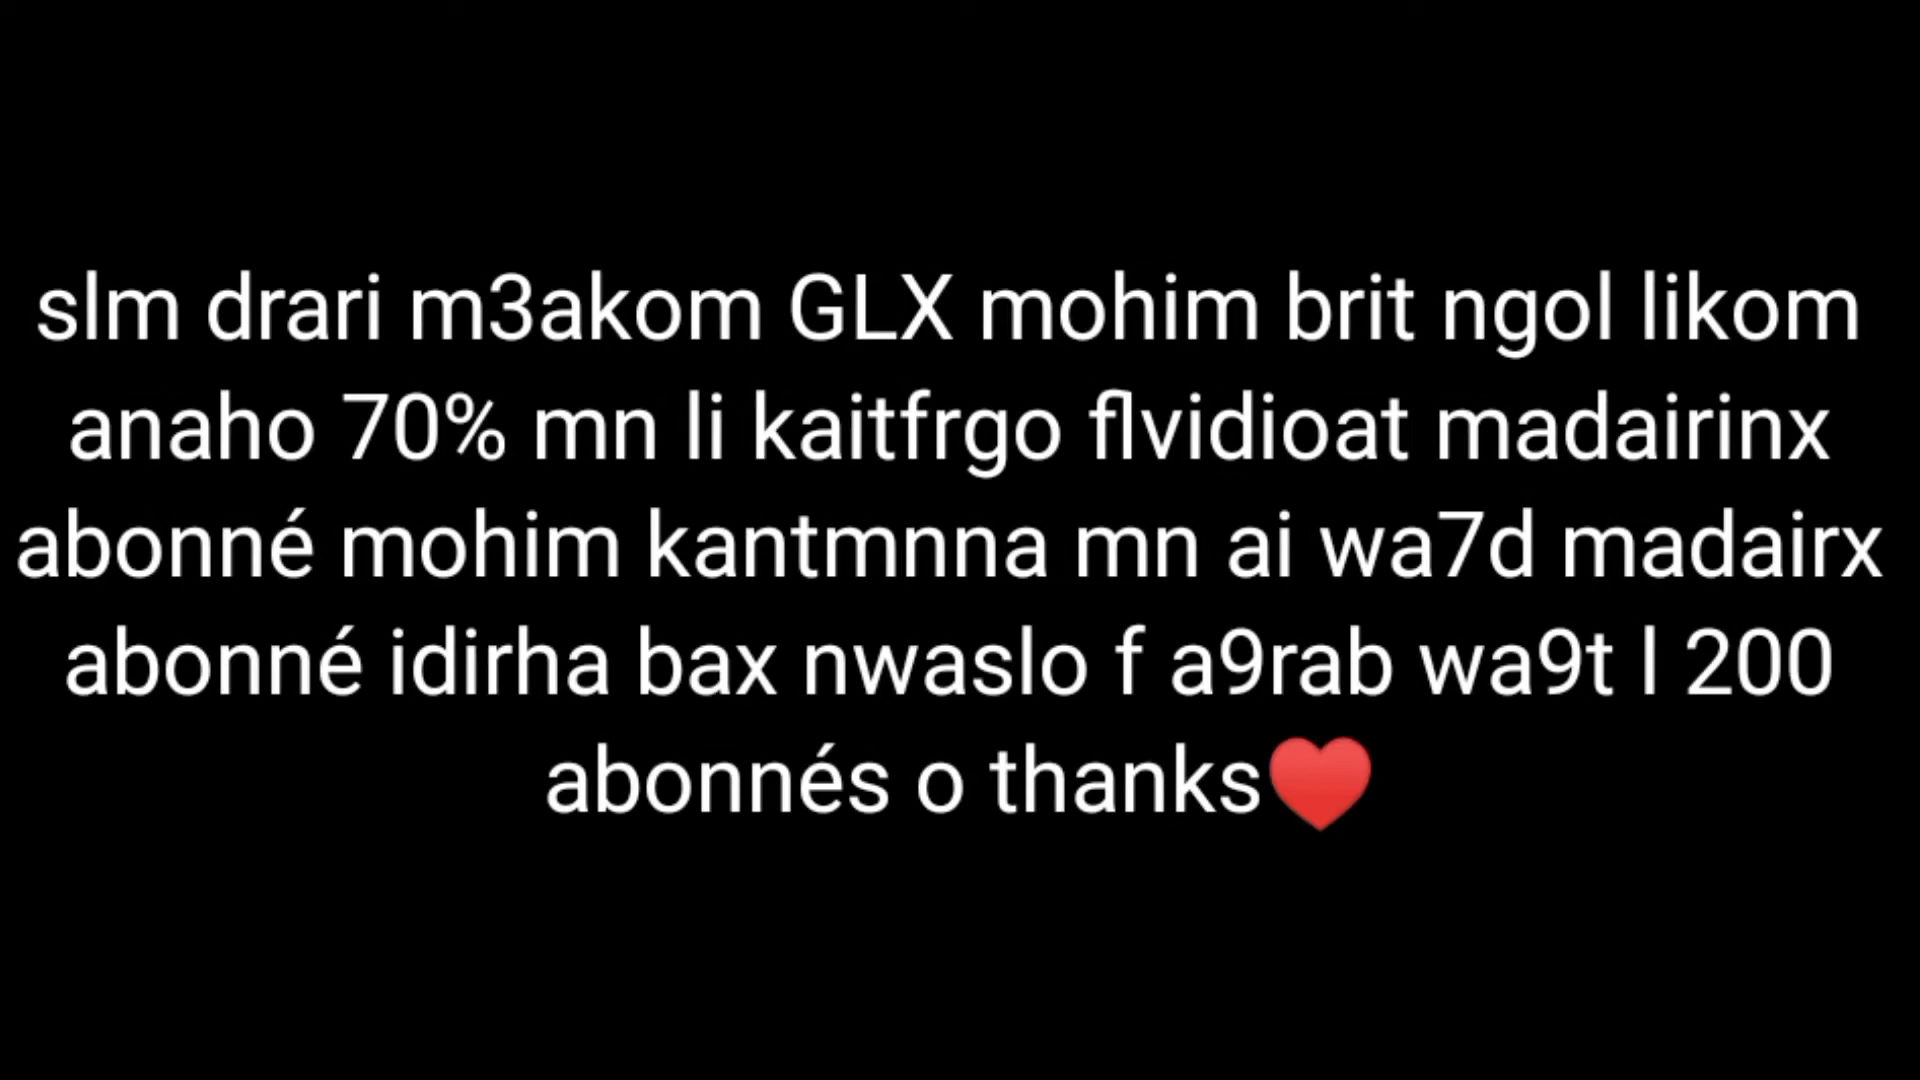 slm drari m3akom GLX mohim brit ngol likom
anaho 70% mn li kaitfrgo flvidioat madairinx
abonné mohim kantmnna mn ai wa7d madairx
abonné idirha bax nwaslo f a9rab wa9t l 200
abonnés o thanks❤️